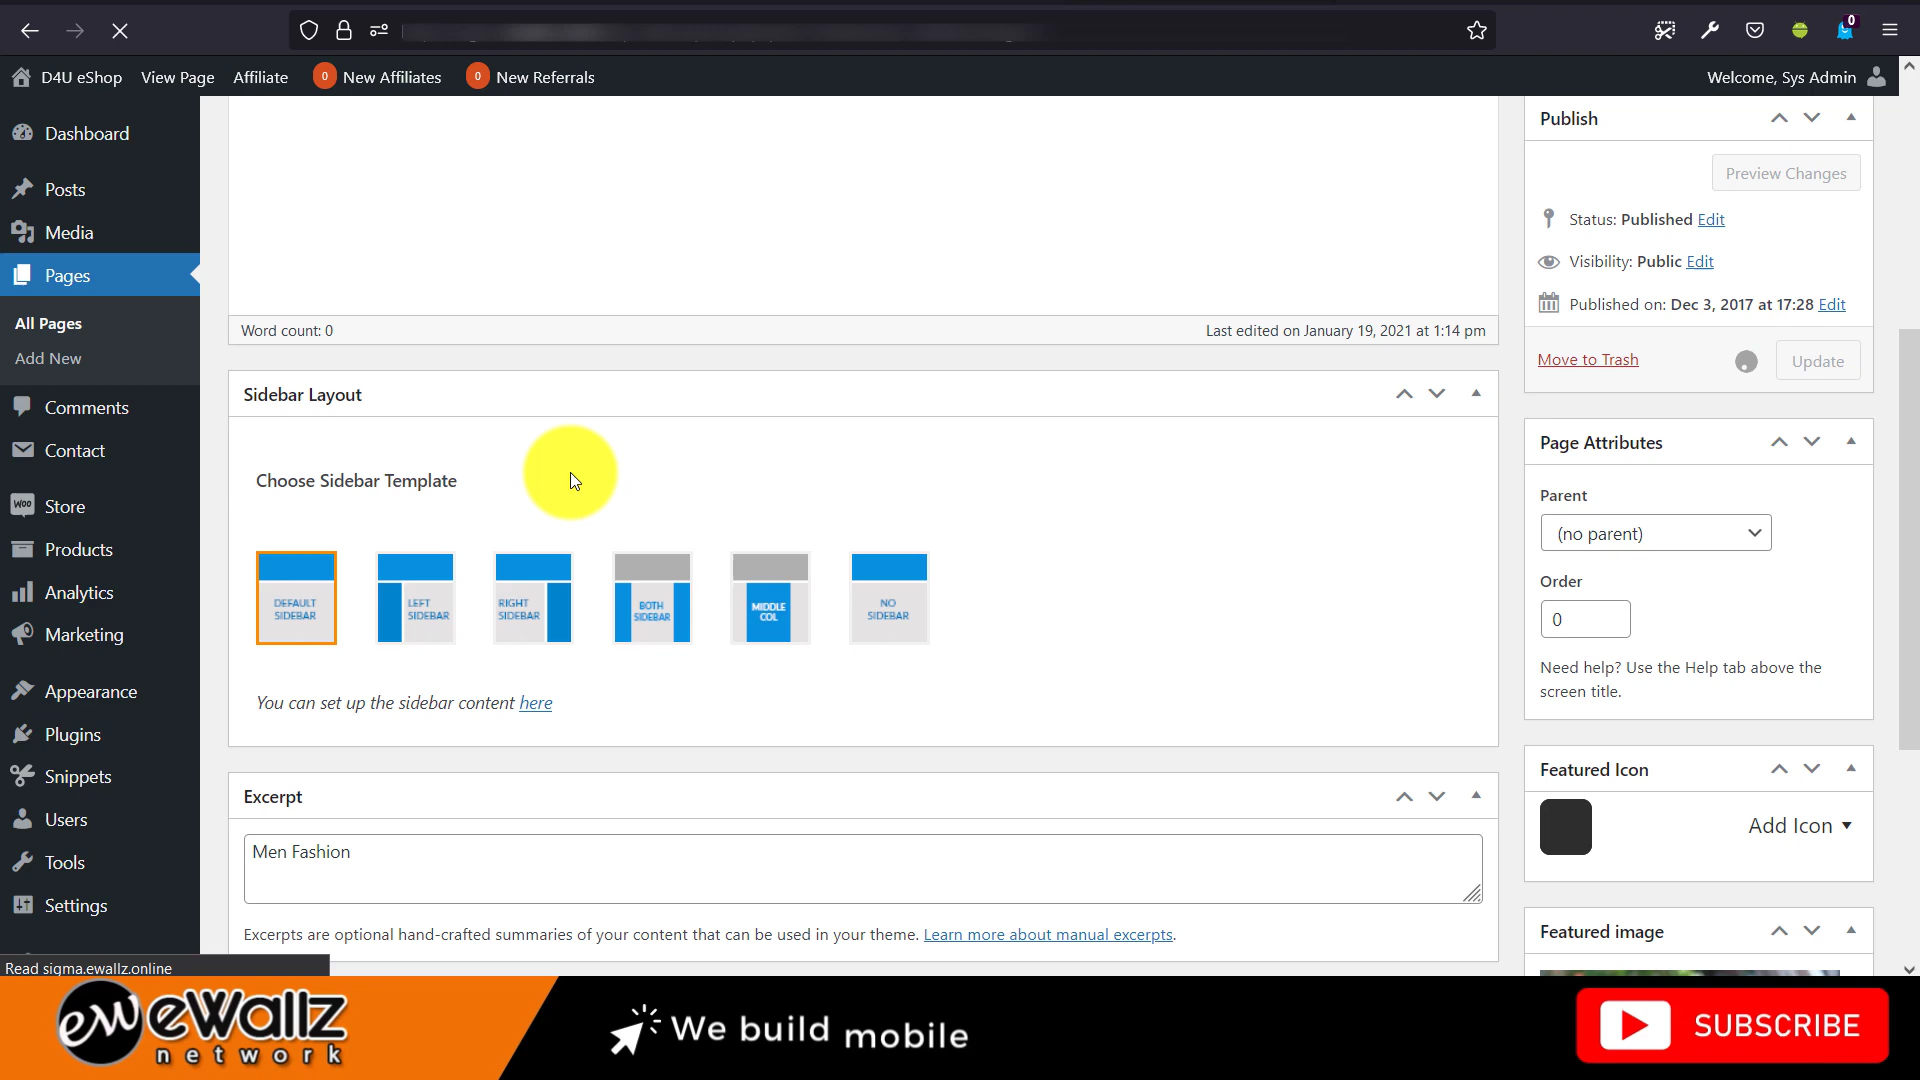 0
D4U eShop View Page Affiliate 0 New Affiliates 0 New Referrals Welcome, Sys Admin
Dashboard
Posts
Media
Pages
All Pages
Add New
Comments
Contact
Woo Store
Products
Analytics
Marketing
Appearance
Plugins
Snippets
Users
Tools
Settings
Read sigma.ewallz.online
Word count: 0 Last edited on January 19, 2021 at 1:14 pm
Sidebar Layout
Choose Sidebar Template
DEFAULT SIDEBAR
LEFT SIDEBAR
RIGHT SIDEBAR
BOTH SIDEBAR
MIDDLE COL
NO SIDEBAR
You can set up the sidebar content here
Excerpt
Men Fashion
Excerpts are optional hand-crafted summaries of your content that can be used in your theme. Learn more about manual excerpts.
Publish
Preview Changes
Status: Published Edit
Visibility: Public Edit
Published on: Dec 3, 2017 at 17:28 Edit
Move to Trash Update
Page Attributes
Parent
(no parent)
Order
0
Need help? Use the Help tab above the
screen title.
Featured Icon
Add Icon
Featured image
ew eWallz
network
We build mobile
SUBSCRIBE